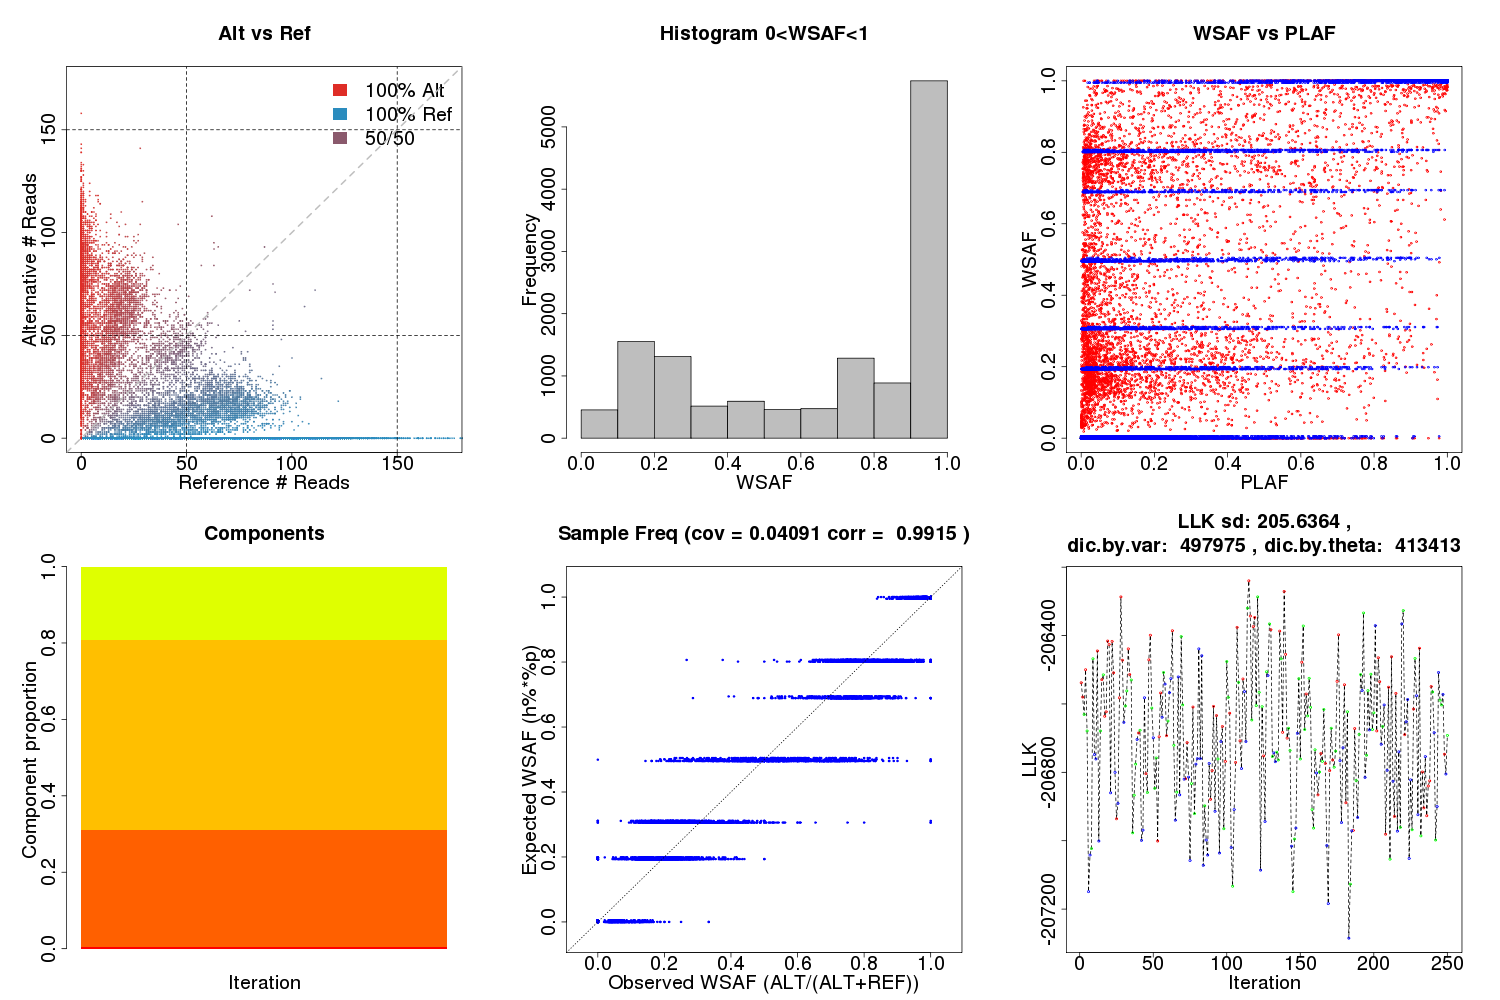 Alt vs Ref
100% Alt
100% Ref
50/50
Alternative # Reads
0 50 100 150
0 50 100 150
Reference # Reads
Histogram 0<WSAF<1
Frequency
0 1000 2000 3000 4000 5000
0.0 0.2 0.4 0.6 0.8 1.0
WSAF
WSAF vs PLAF
WSAF
0.0 0.2 0.4 0.6 0.8 1.0
0.0 0.2 0.4 0.6 0.8 1.0
PLAF
Components
Component proportion
0.0 0.2 0.4 0.6 0.8 1.0
Iteration
Sample Freq (cov = 0.04091 corr = 0.9915 )
Expected WSAF (h%*%p)
0.0 0.2 0.4 0.6 0.8 1.0
0.0 0.2 0.4 0.6 0.8 1.0
Observed WSAF (ALT/(ALT+REF))
LLK sd: 205.6364 ,
dic.by.var: 497975 , dic.by.theta: 413413
LLK
-207200 -206800 -206400
0 50 100 150 200 250
Iteration